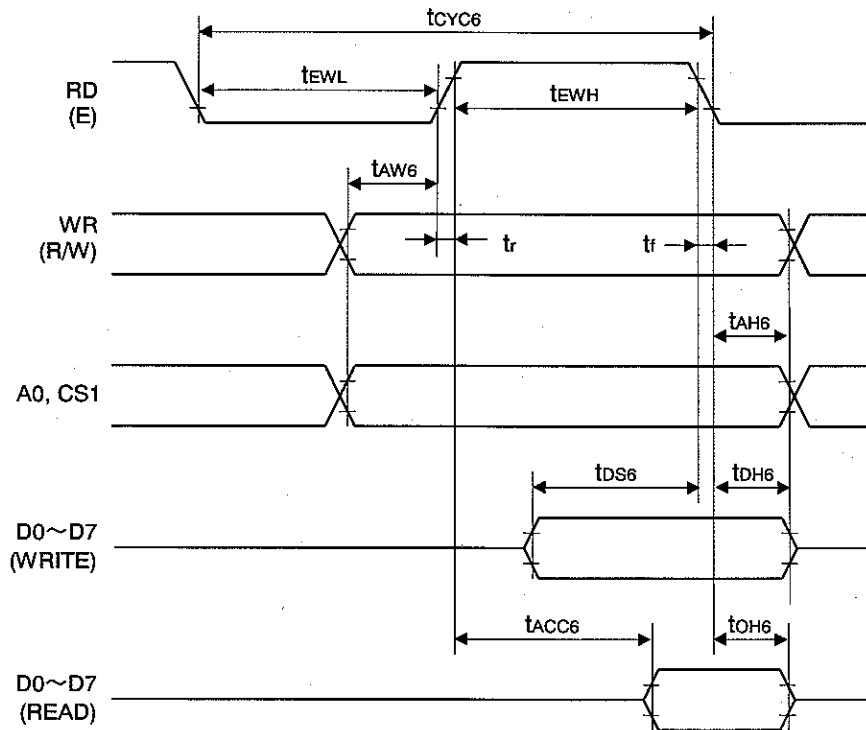 tCYC6
tEWL
tEWH
RD
(E)
tAW6
WR
(R/W)
tr
tf
tAH6
A0, CS1
tDS6
tDH6
D0～D7
(WRITE)
tACC6
tOH6
D0～D7
(READ)